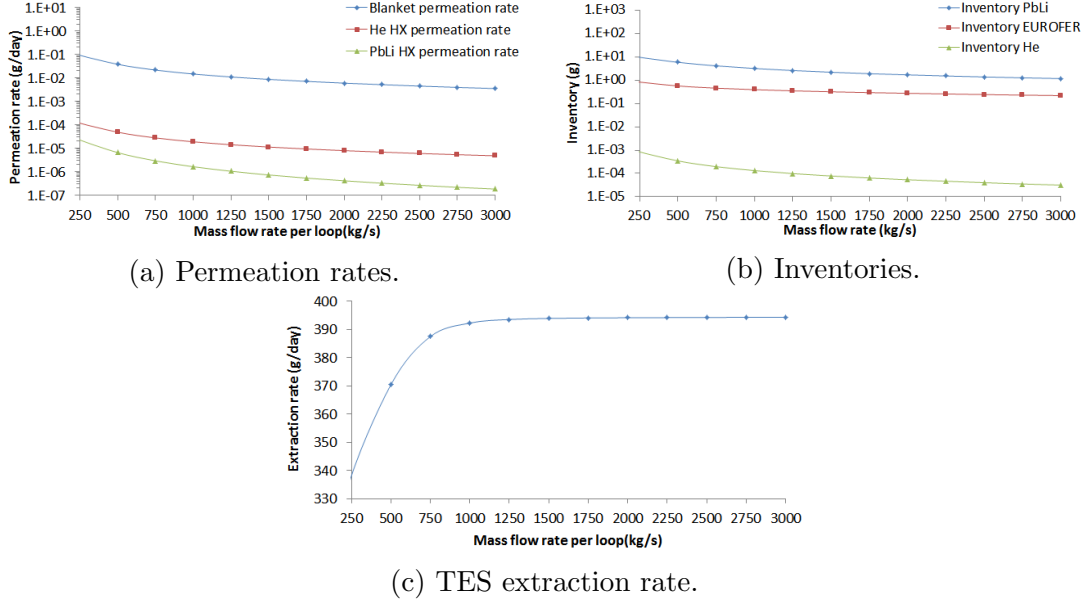 Permeation rate (g/day)
1.E+01
1.E+00
1.E-01
1.E-02
1.E-03
1.E-04
1.E-05
1.E-06
1.E-07
Blanket permeation rate
He HX permeation rate
PbLi HX permeation rate
250 500 750 1000 1250 1500 1750 2000 2250 2500 2750 3000
Mass flow rate per loop(kg/s)
(a) Permeation rates.
Inventory (g)
1.E+03
1.E+02
1.E+01
1.E+00
1.E-01
1.E-02
1.E-03
1.E-04
1.E-05
Inventory PbLi
Inventory EUROFER
Inventory He
250 500 750 1000 1250 1500 1750 2000 2250 2500 2750 3000
Mass flow rate (kg/s)
(b) Inventories.
Extraction rate (g/day)
400
390
380
370
360
350
340
330
250 500 750 1000 1250 1500 1750 2000 2250 2500 2750 3000
Mass flow rate per loop(kg/s)
(c) TES extraction rate.